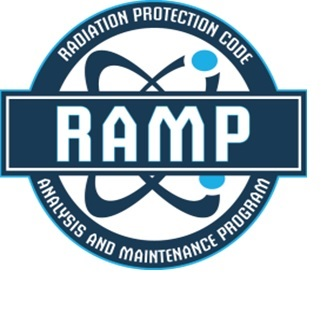 RADIATION PROTECTION CODE
RAMP
ANALYSIS AND MAINTENANCE PROGRAM